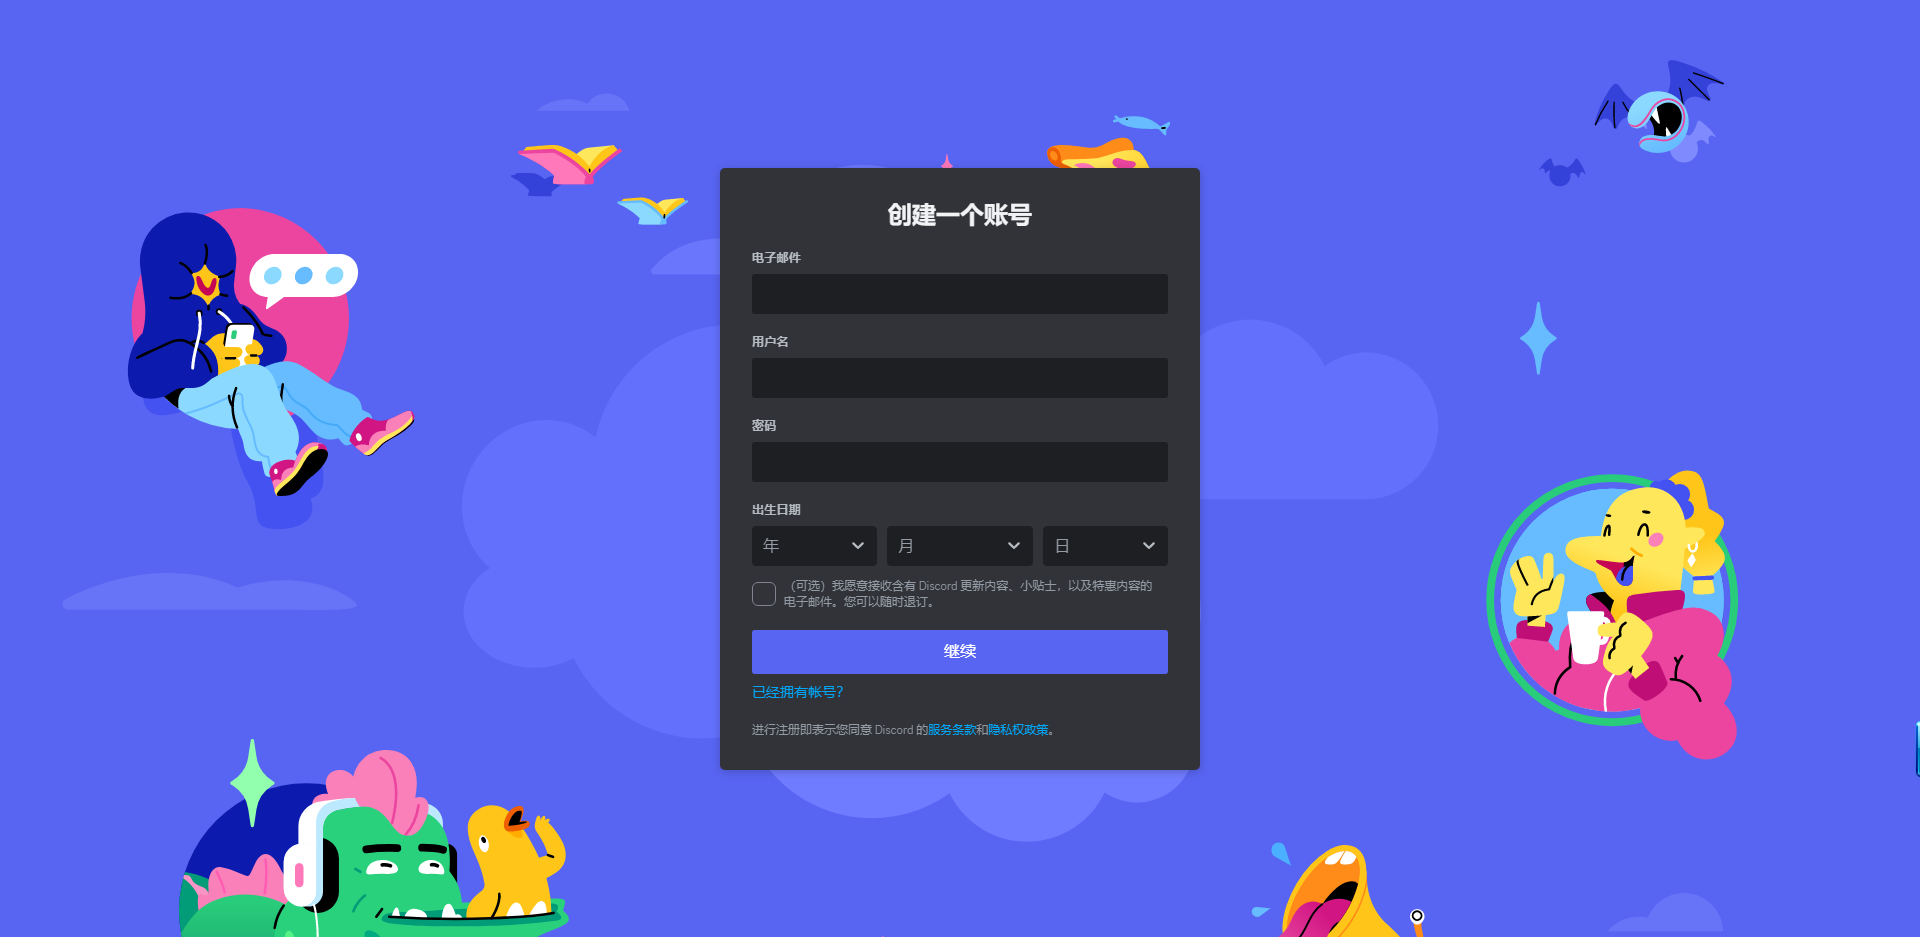 创建一个账号
电子邮件
用户名
密码
出生日期
年 月 日
（可选）我愿意接收含有 Discord 更新内容、小贴士，以及特惠内容的
电子邮件。您可以随时退订。
继续
已经拥有帐号？
进行注册即表示您同意 Discord 的服务条款和隐私权政策。